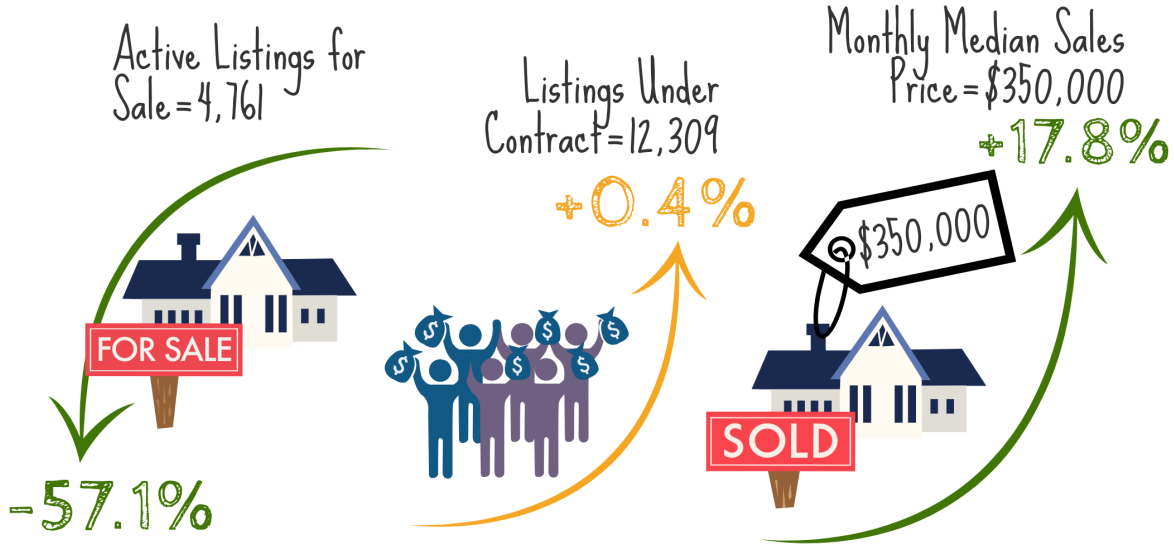 Active Listings for
Sale=4,761
-57.1%
FOR SALE
Listings Under
Contract=12,309
+0.4%
$
$
$
$
$
$
Monthly Median Sales
Price=$350,000
+17.8%
$350,000
SOLD